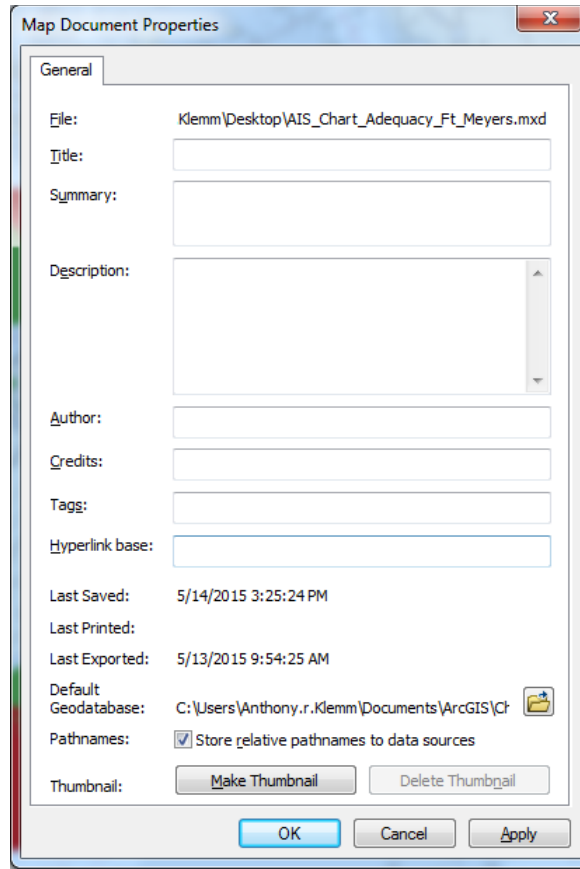 Map Document Properties
General
File: Klemm\Desktop\AIS_Chart_Adequacy_Ft_Meyers.mxd
Title:
Summary:
Description:
Author:
Credits:
Tags:
Hyperlink base:
Last Saved: 5/14/2015 3:25:24 PM
Last Printed:
Last Exported: 5/13/2015 9:54:25 AM
Default
Geodatabase: C:\Users\Anthony.r.Klemm\Documents\ArcGIS\Ch
Pathnames: Store relative pathnames to data sources
Thumbnail: Make Thumbnail Delete Thumbnail
OK Cancel Apply